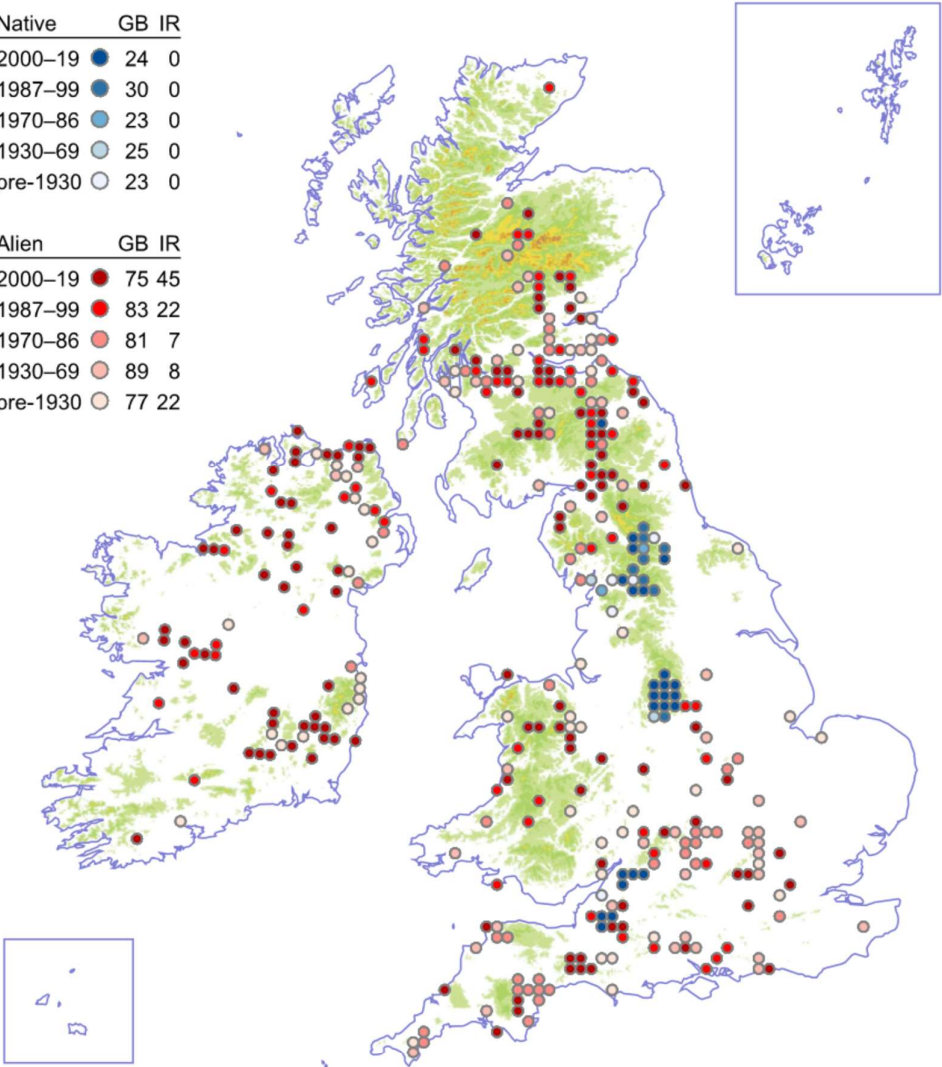 Native GB IR
2000–19 24 0
1987–99 30 0
1970–86 23 0
1930–69 25 0
ore-1930 23 0
Alien GB IR
2000–19 75 45
1987–99 83 22
1970–86 81 7
1930–69 89 8
ore-1930 77 22